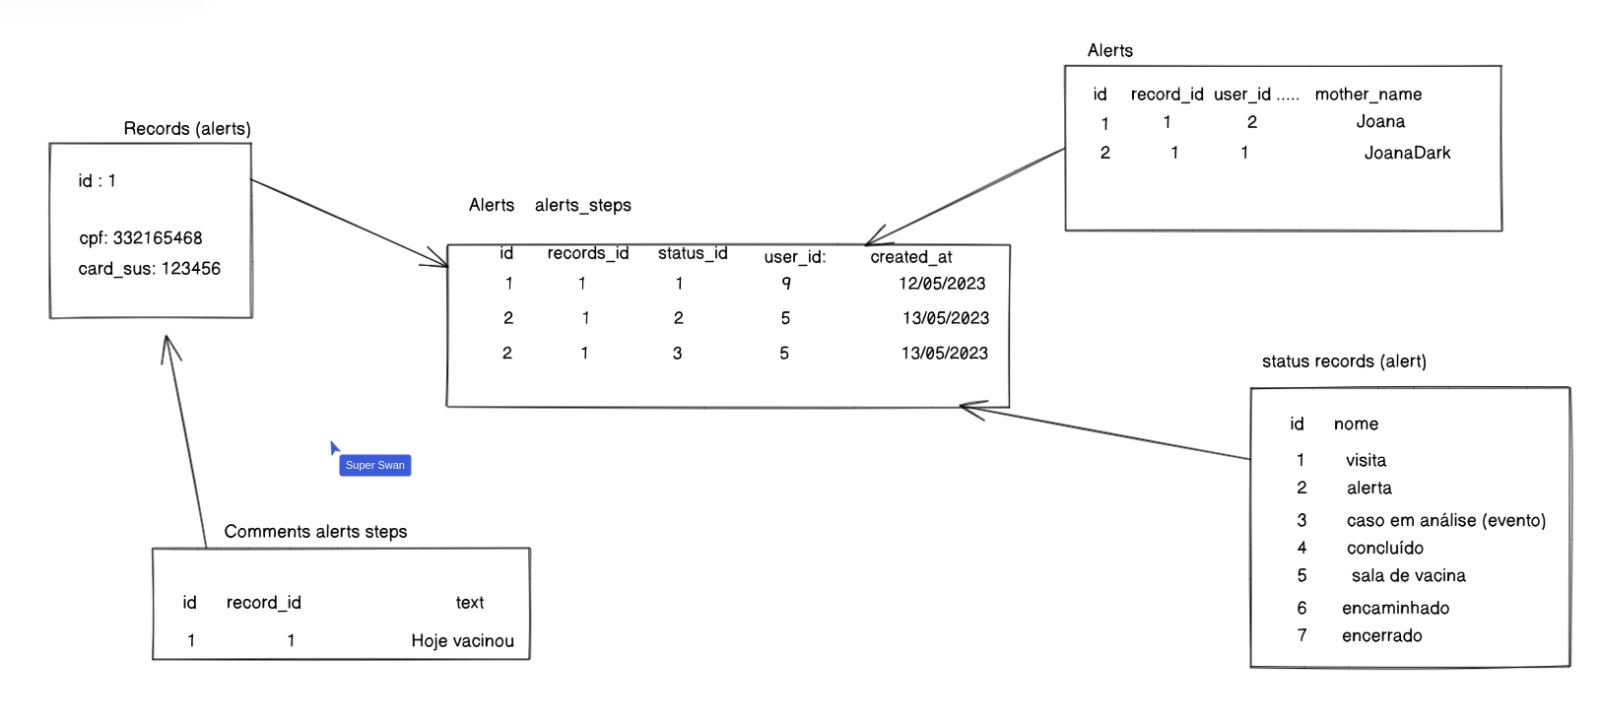 Alerts
id record_id user_id ..... mother_name
1 1 2 Joana
2 1 1 JoanaDark
Records (alerts)
id : 1
cpf: 332165468
card_sus: 123456
Alerts alerts_steps
id records_id status_id user_id: created_at
1 1 1 9 12/05/2023
2 1 2 5 13/05/2023
2 1 3 5 13/05/2023
status records (alert)
id nome
1 visita
2 alerta
3 caso em análise (evento)
4 concluído
5 sala de vacina
6 encaminhado
7 encerrado
Super Swan
Comments alerts steps
id record_id text
1 1 Hoje vacinou